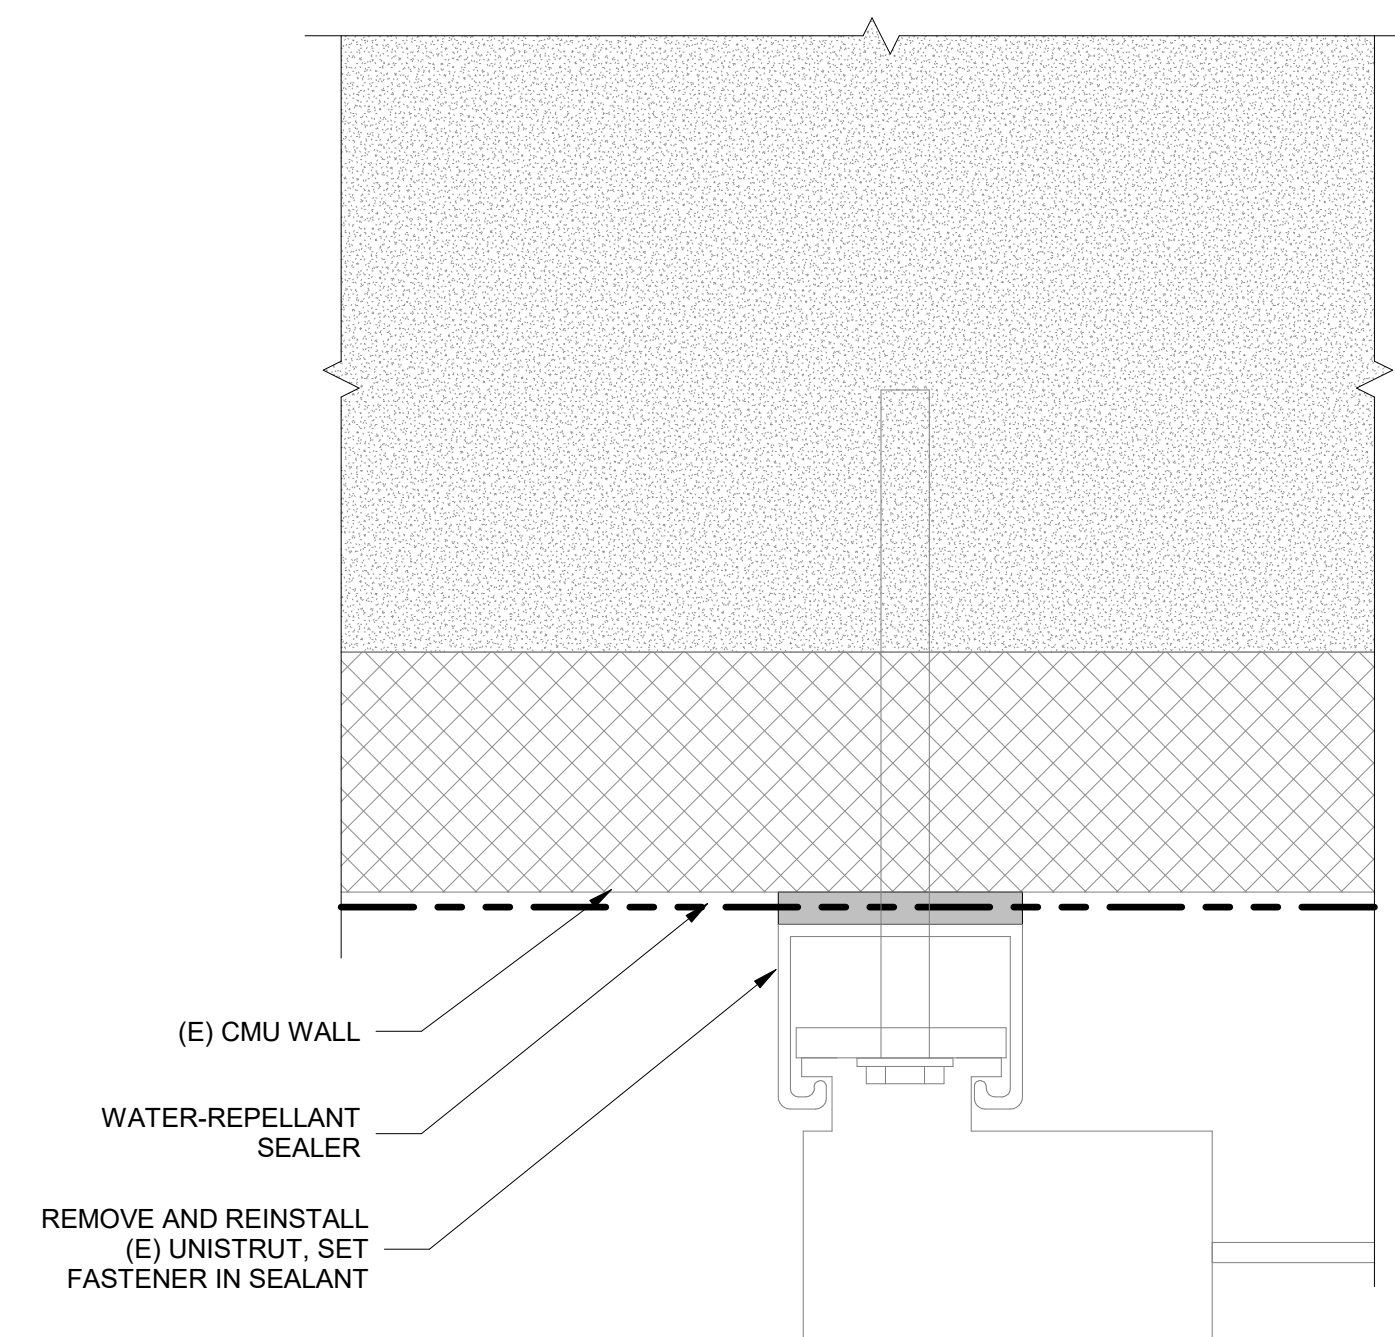 (E) CMU WALL
WATER-REPELLANT
SEALER
REMOVE AND REINSTALL
(E) UNISTRUT, SET
FASTENER IN SEALANT